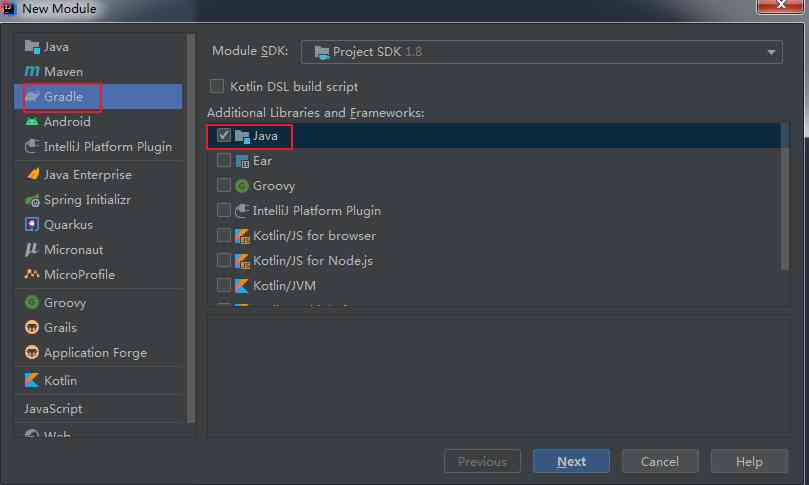 New Module
Java
Maven
Gradle
Android
IntelliJ Platform Plugin
Java Enterprise
Spring Initializr
Quarkus
Micronaut
MicroProfile
Groovy
Grails
Application Forge
Kotlin
JavaScript
Web
Module SDK: Project SDK 1.8
Kotlin DSL build script
Additional Libraries and Frameworks:
Java
Ear
Groovy
IntelliJ Platform Plugin
Kotlin/JS for browser
Kotlin/JS for Node.js
Kotlin/JVM
Previous Next Cancel Help